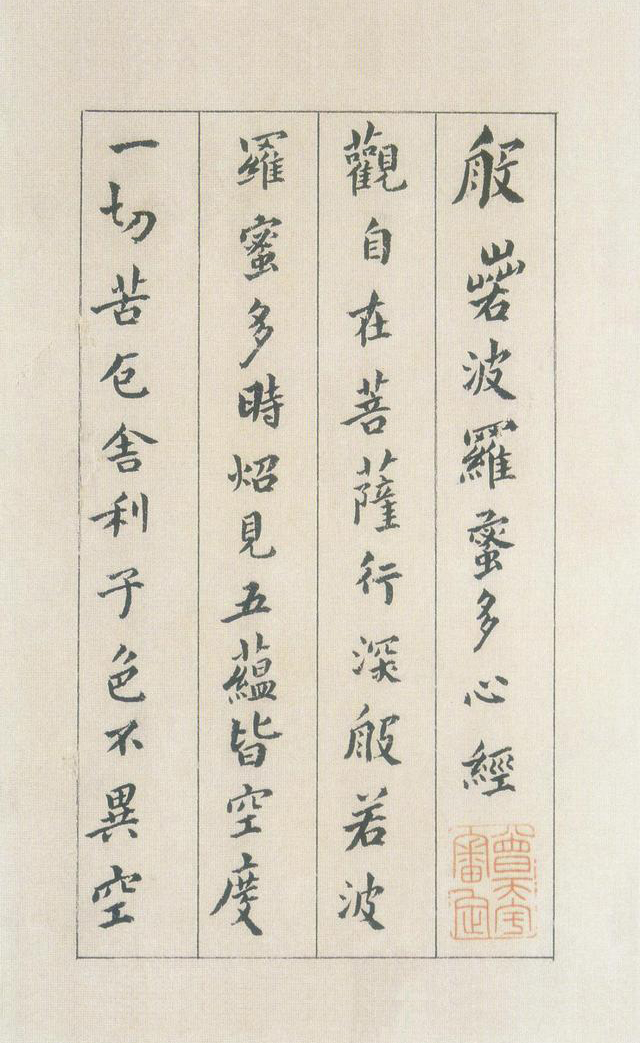 般若波羅蜜多心經
觀自在菩薩行深般若波
羅蜜多時炤見五蘊皆空度
一切苦厄舍利子色不異空